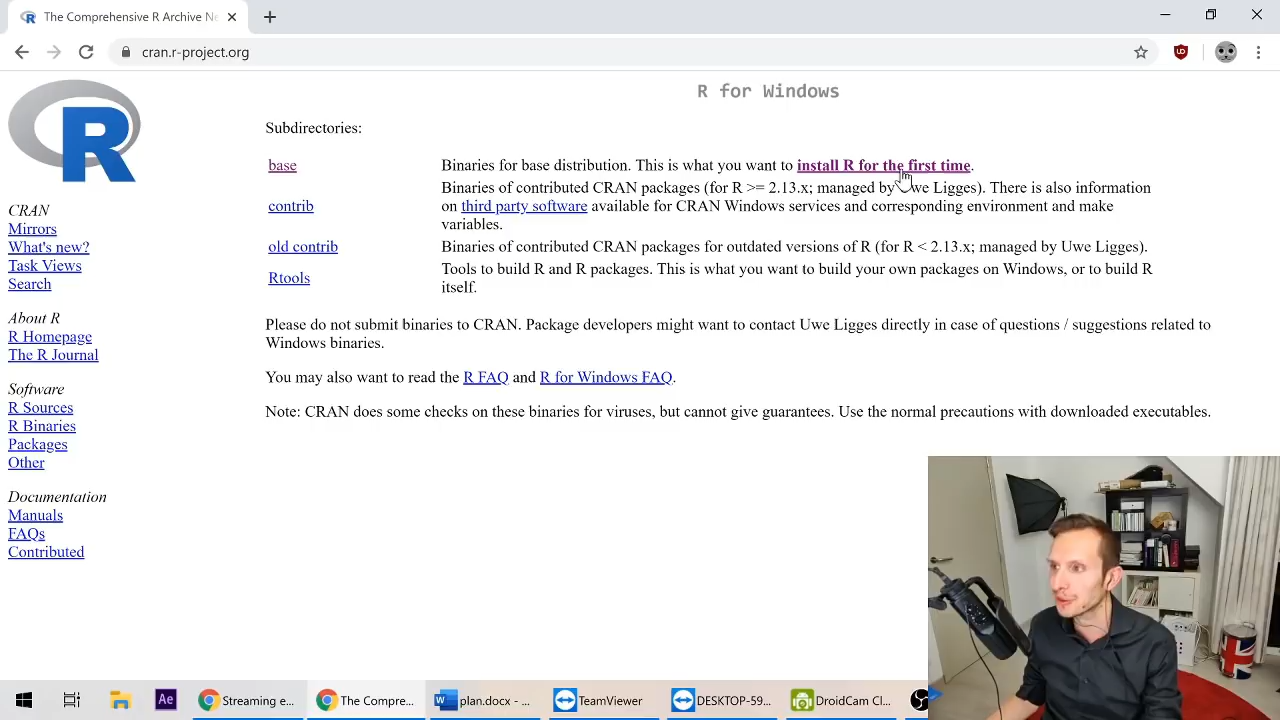 The Comprehensive R Archive Ne
cran.r-project.org
R
R for Windows
Subdirectories:
base
Binaries for base distribution. This is what you want to install R for the first time.
contrib
Binaries of contributed CRAN packages (for R >= 2.13.x; managed by Uwe Ligges). There is also information
on third party software available for CRAN Windows services and corresponding environment and make
variables.
old contrib
Binaries of contributed CRAN packages for outdated versions of R (for R < 2.13.x; managed by Uwe Ligges).
Rtools
Tools to build R and R packages. This is what you want to build your own packages on Windows, or to build R
itself.
Please do not submit binaries to CRAN. Package developers might want to contact Uwe Ligges directly in case of questions / suggestions related to
Windows binaries.
You may also want to read the R FAQ and R for Windows FAQ.
Note: CRAN does some checks on these binaries for viruses, but cannot give guarantees. Use the normal precautions with downloaded executables.
CRAN
Mirrors
What's new?
Task Views
Search
About R
R Homepage
The R Journal
Software
R Sources
R Binaries
Packages
Other
Documentation
Manuals
FAQs
Contributed
Ae
Streaming e...
The Compre...
plan.docx - ...
TeamViewer
DESKTOP-59...
DroidCam Cl...